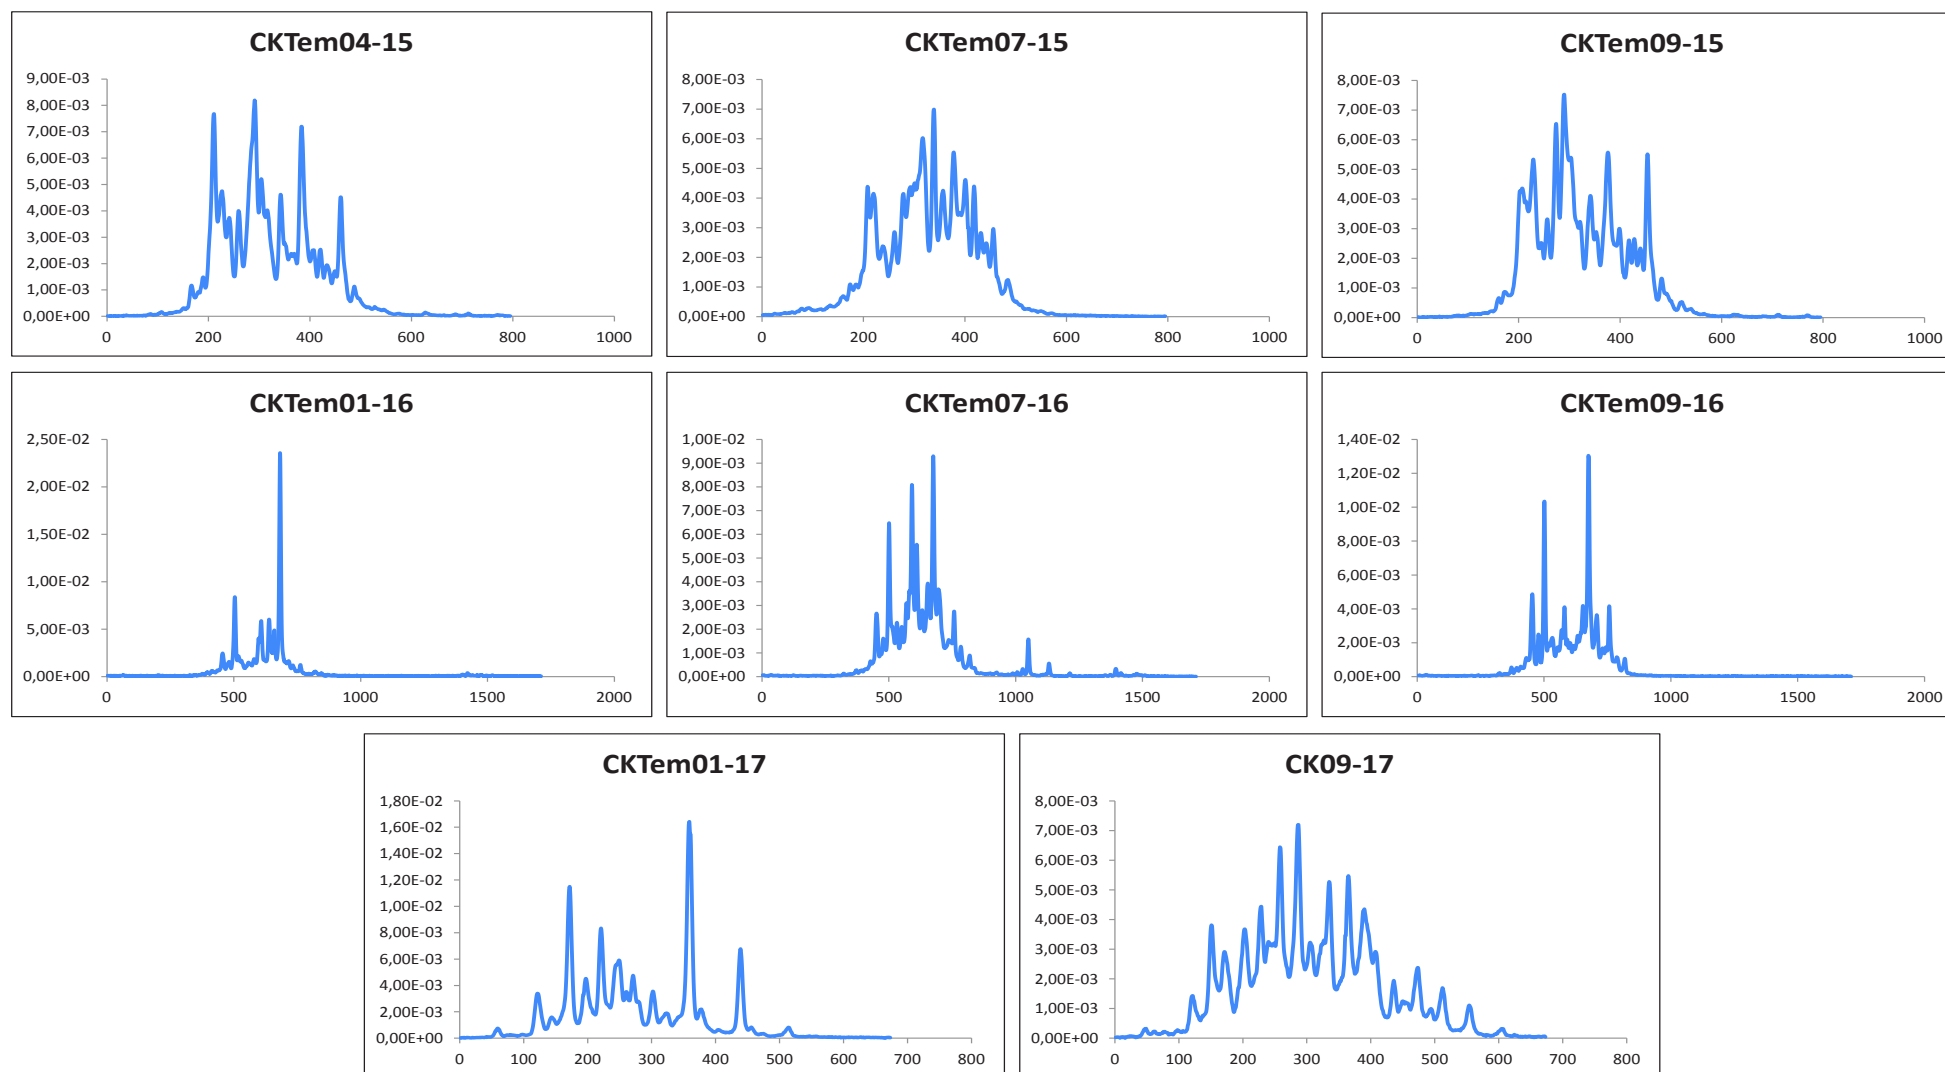 CKTem04-15
9,00E-03
8,00E-03
7,00E-03
6,00E-03
5,00E-03
4,00E-03
3,00E-03
2,00E-03
1,00E-03
0,00E+00
0 200 400 600 800 1000
CKTem07-15
8,00E-03
7,00E-03
6,00E-03
5,00E-03
4,00E-03
3,00E-03
2,00E-03
1,00E-03
0,00E+00
0 200 400 600 800 1000
CKTem09-15
8,00E-03
7,00E-03
6,00E-03
5,00E-03
4,00E-03
3,00E-03
2,00E-03
1,00E-03
0,00E+00
0 200 400 600 800 1000
CKTem01-16
2,50E-02
2,00E-02
1,50E-02
1,00E-02
5,00E-03
0,00E+00
0 500 1000 1500 2000
CKTem07-16
1,00E-02
9,00E-03
8,00E-03
7,00E-03
6,00E-03
5,00E-03
4,00E-03
3,00E-03
2,00E-03
1,00E-03
0,00E+00
0 500 1000 1500 2000
CKTem09-16
1,40E-02
1,20E-02
1,00E-02
8,00E-03
6,00E-03
4,00E-03
2,00E-03
0,00E+00
0 500 1000 1500 2000
CKTem01-17
1,80E-02
1,60E-02
1,40E-02
1,20E-02
1,00E-02
8,00E-03
6,00E-03
4,00E-03
2,00E-03
0,00E+00
0 100 200 300 400 500 600 700 800
CK09-17
8,00E-03
7,00E-03
6,00E-03
5,00E-03
4,00E-03
3,00E-03
2,00E-03
1,00E-03
0,00E+00
0 100 200 300 400 500 600 700 800